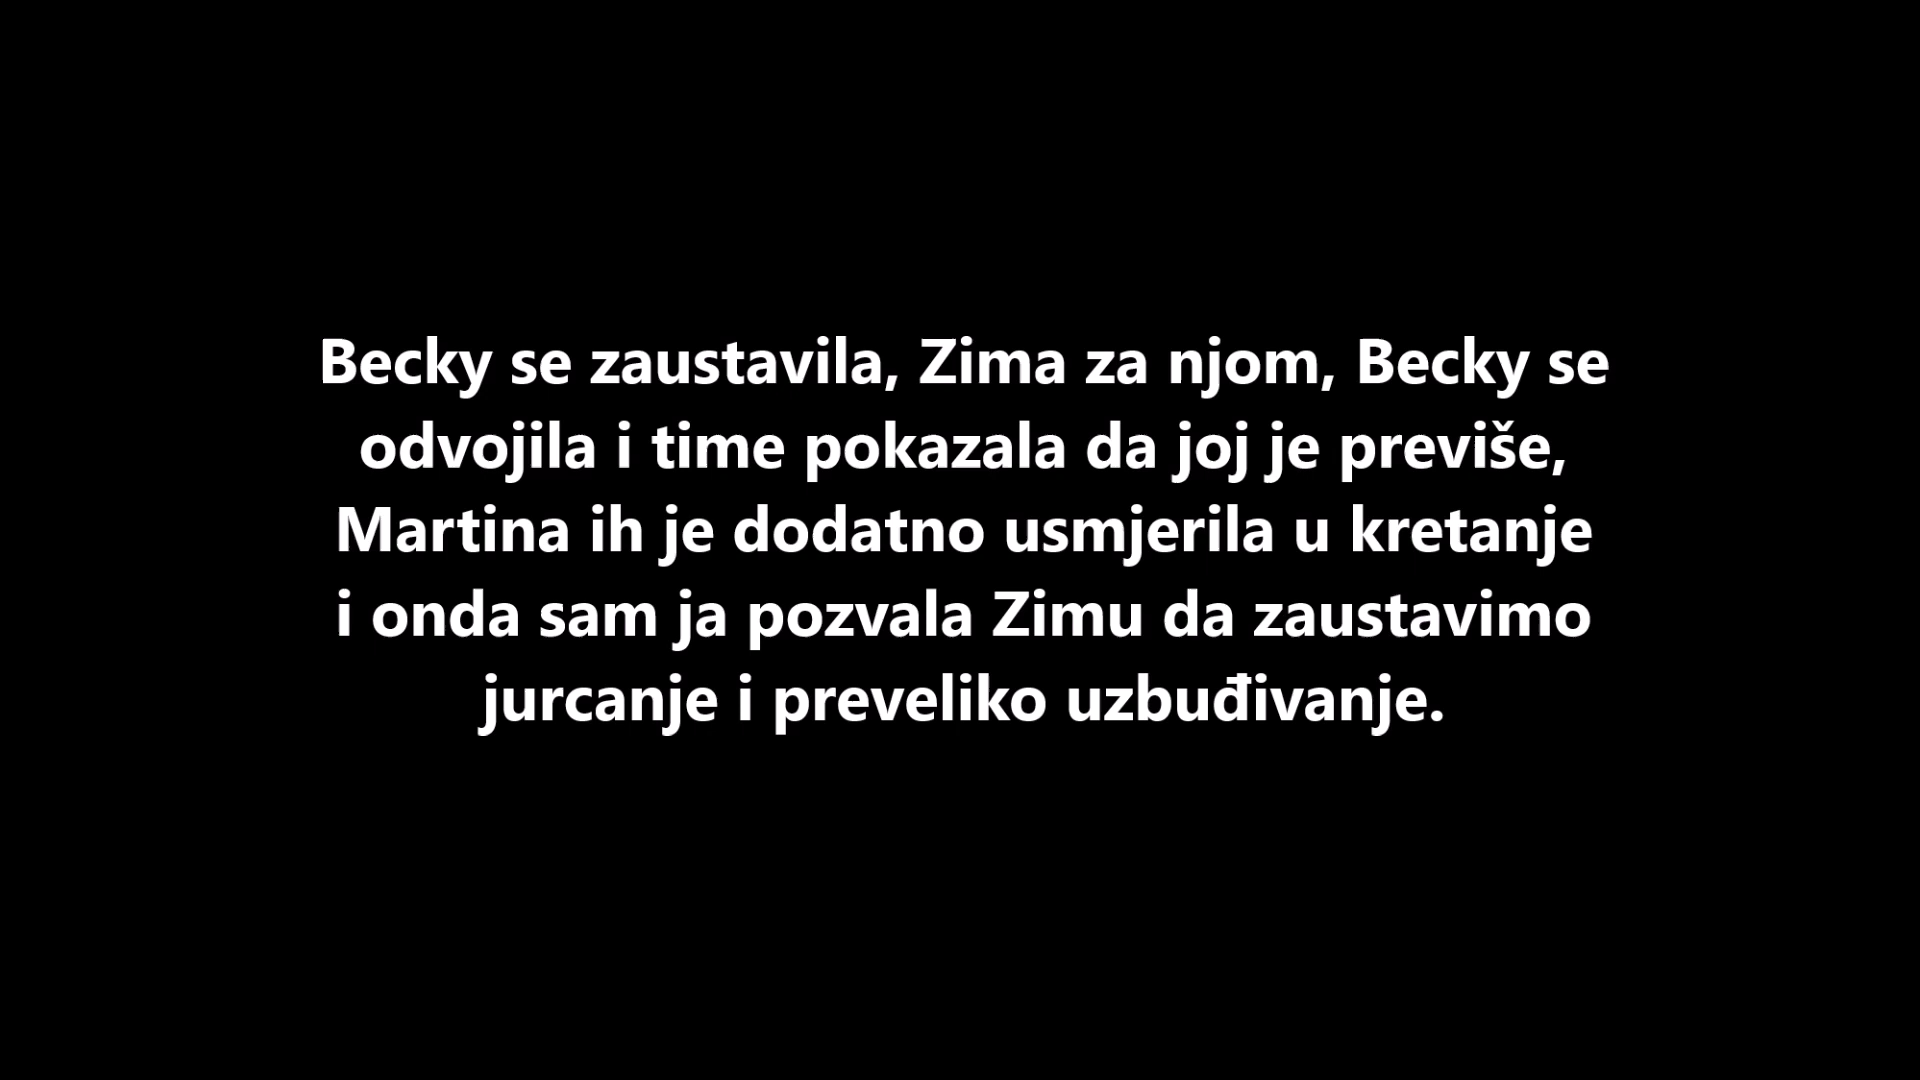 Becky se zaustavila, Zima za njom, Becky se
odvojila i time pokazala da joj je previše,
Martina ih je dodatno usmjerila u kretanje
i onda sam ja pozvala Zimu da zaustavimo
jurcanje i preveliko uzbuđivanje.